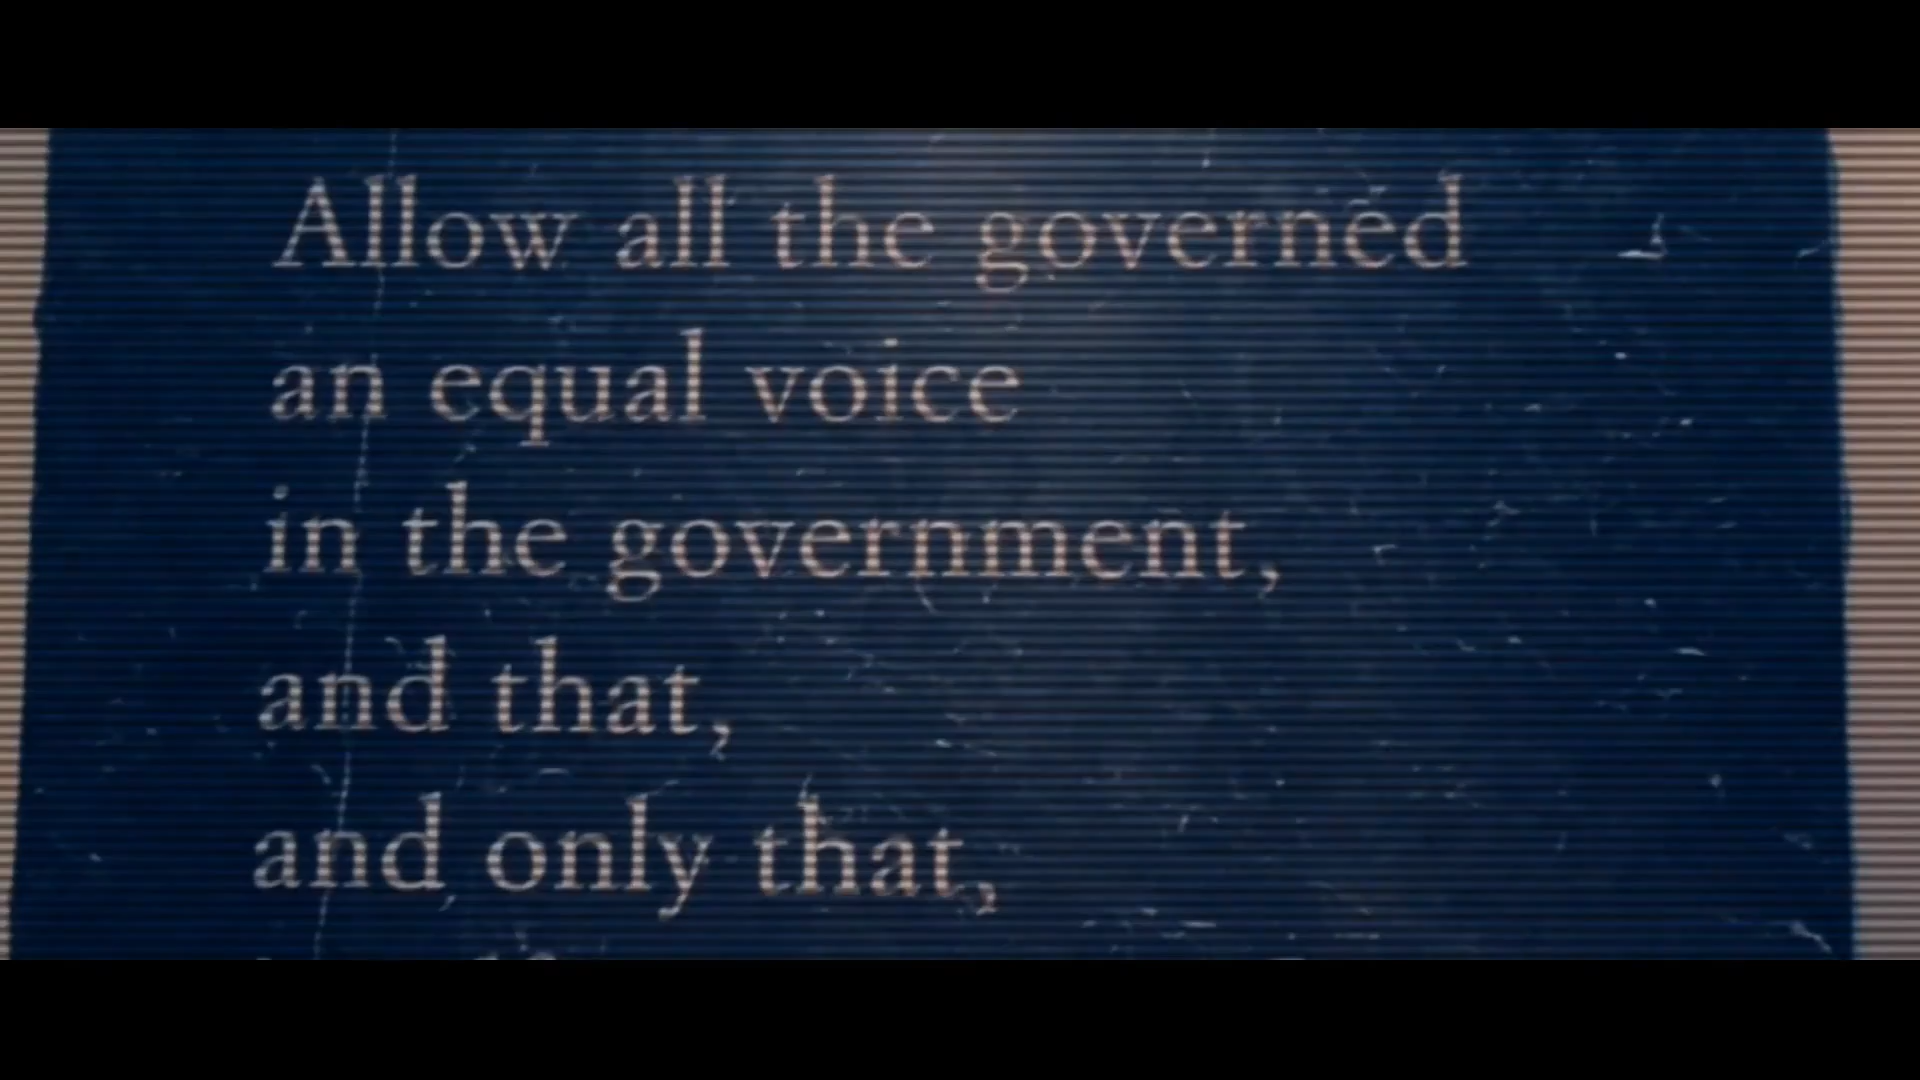 Allow all the governed
an equal voice
in the government,
and that,
and only that,